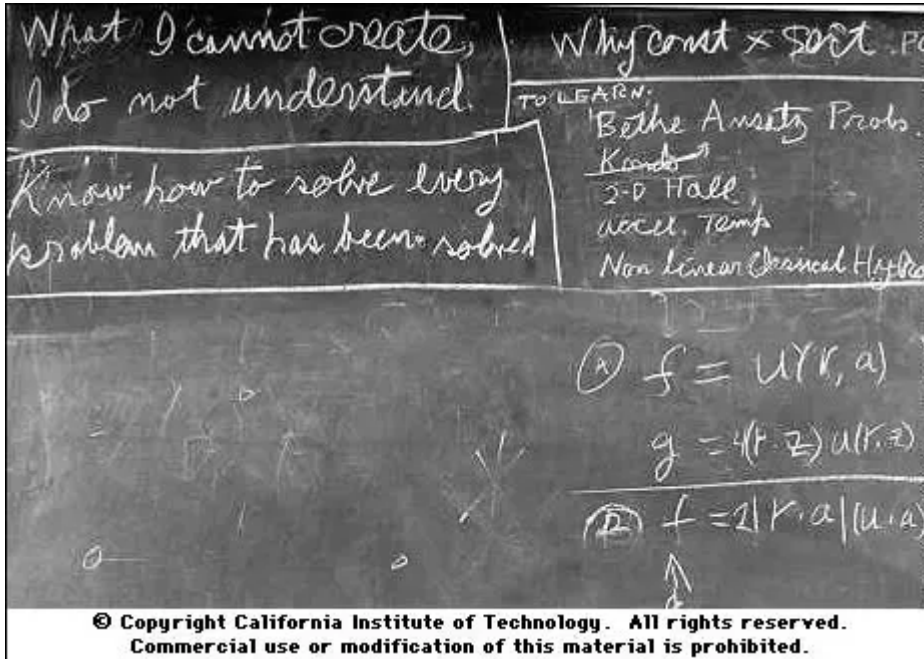 What I cannot create,
I do not understand.
Know how to solve every
problem that has been solved
Why const × sort . PO
TO LEARN.
Bethe Ansatz Probs
Kondo
2-D Hall
accel. Temp
Non linear Classical Hydro
Ⓐ f = u(r, a)
g = 4(r·z) u(r,z)
f = 2|r·a|(u·a)
© Copyright California Institute of Technology. All rights reserved.
Commercial use or modification of this material is prohibited.